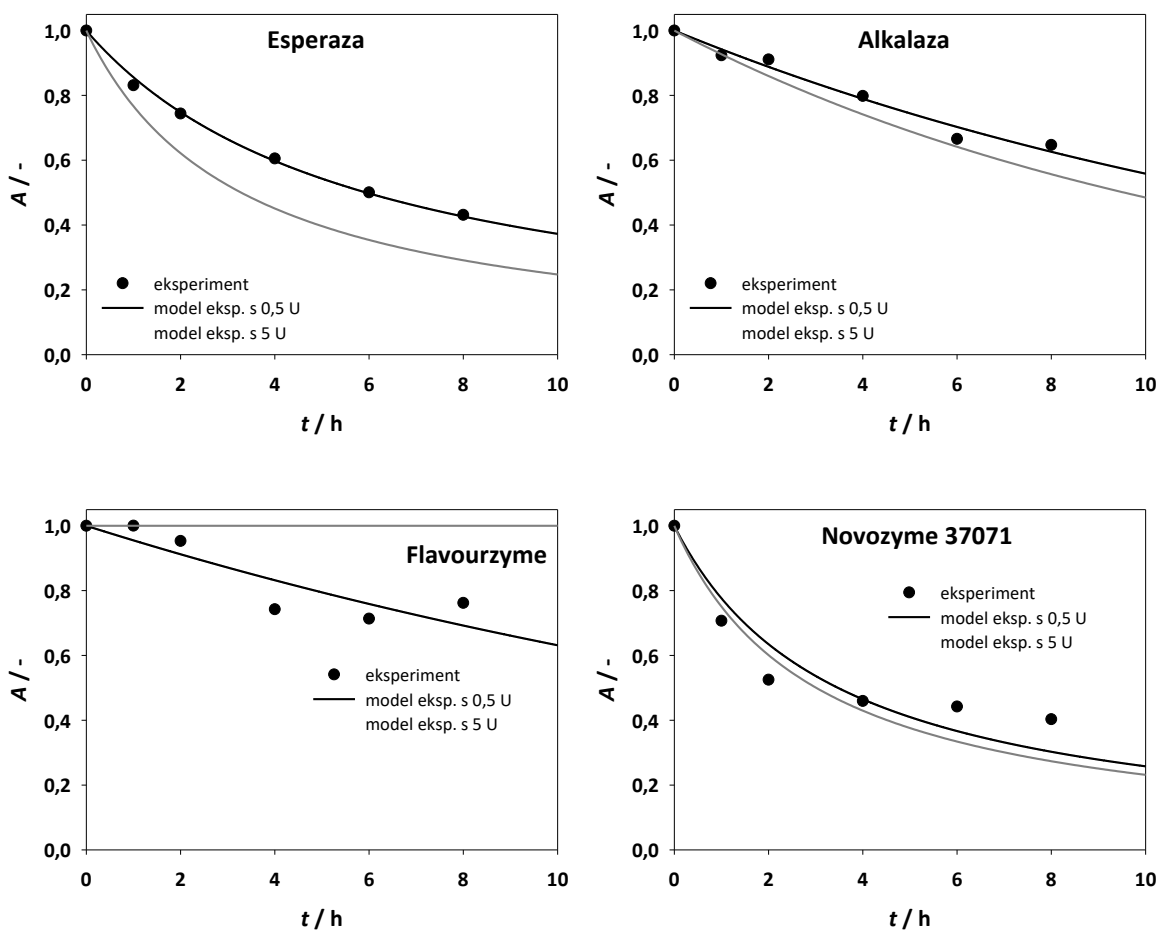 Esperaza
1,0
0,8
0,6
0,4
0,2
0,0
A / -
eksperiment
model eksp. s 0,5 U
model eksp. s 5 U
0 2 4 6 8 10
t / h
Alkalaza
1,0
0,8
0,6
0,4
0,2
0,0
A / -
eksperiment
model eksp. s 0,5 U
model eksp. s 5 U
0 2 4 6 8 10
t / h
Flavourzyme
1,0
0,8
0,6
0,4
0,2
0,0
A / -
eksperiment
model eksp. s 0,5 U
model eksp. s 5 U
0 2 4 6 8 10
t / h
Novozyme 37071
1,0
0,8
0,6
0,4
0,2
0,0
A / -
eksperiment
model eksp. s 0,5 U
model eksp. s 5 U
0 2 4 6 8 10
t / h